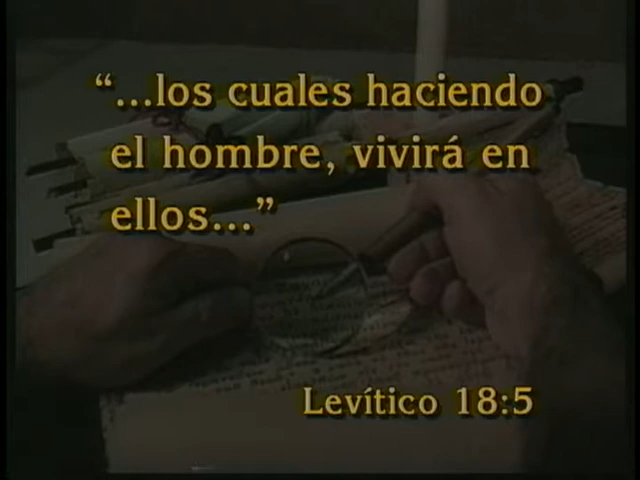 “...los cuales haciendo
el hombre, vivirá en
ellos...”
Levítico 18:5